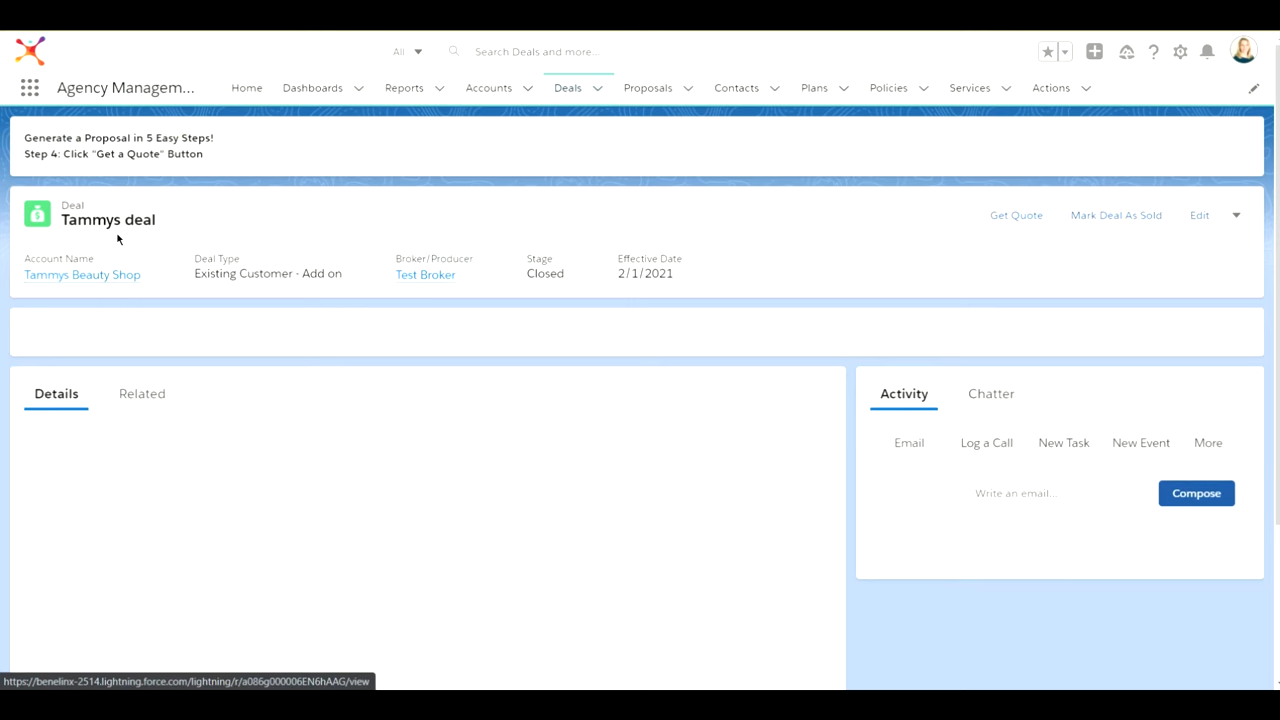 All
Search Deals and more...
Agency Managem...
Home
Dashboards
Reports
Accounts
Deals
Proposals
Contacts
Plans
Policies
Services
Actions
Generate a Proposal in 5 Easy Steps!
Step 4: Click "Get a Quote" Button
Deal
Tammys deal
Get Quote
Mark Deal As Sold
Edit
Account Name
Deal Type
Broker/Producer
Stage
Effective Date
Tammys Beauty Shop
Existing Customer - Add on
Test Broker
Closed
2/1/2021
Details
Related
Activity
Chatter
Email
Log a Call
New Task
New Event
More
Write an email...
Compose
https://benelinx-2514.lightning.force.com/lightning/r/a086g000006EN6hAAG/view